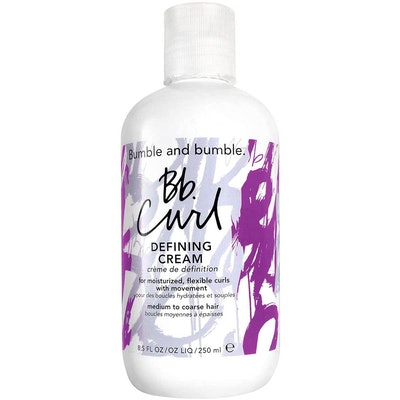 Bumble and bumble.
Bb.
Curl
DEFINING
CREAM
crème de définition
for moisturized, flexible curls
with movement
pour des boucles hydratées et souples
medium to coarse hair
boucles moyennes à épaisses
8.5 FL OZ/OZ LIQ/250 ml ℮